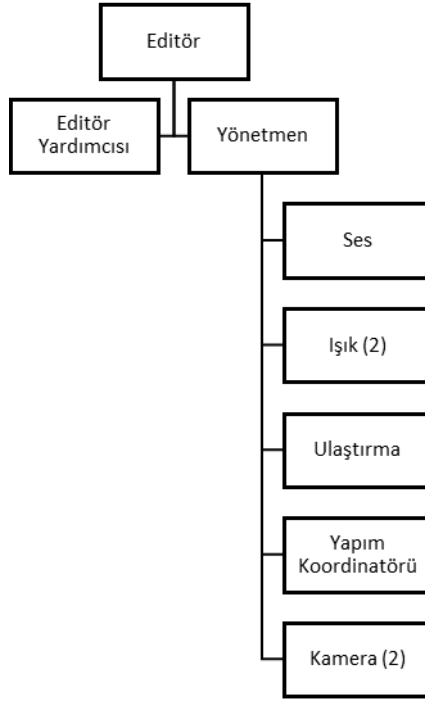 Editör
Editör
Yardımcısı
Yönetmen
Ses
Işık (2)
Ulaştırma
Yapım
Koordinatörü
Kamera (2)